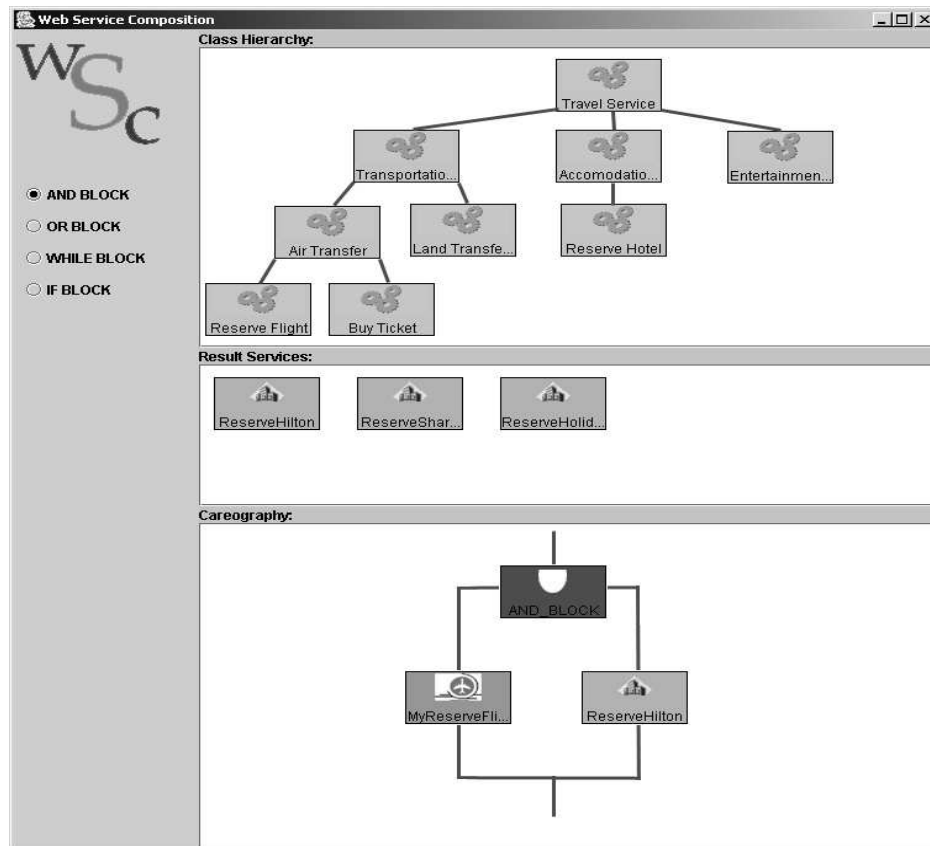 Web Service Composition
WSC
AND BLOCK
OR BLOCK
WHILE BLOCK
IF BLOCK
Class Hierarchy:
Travel Service
Transportatio...
Accomodatio...
Entertainmen...
Air Transfer
Land Transfe...
Reserve Hotel
Reserve Flight
Buy Ticket
Result Services:
ReserveHilton
ReserveShar...
ReserveHolid...
Careography:
AND_BLOCK
MyReserveFli...
ReserveHilton